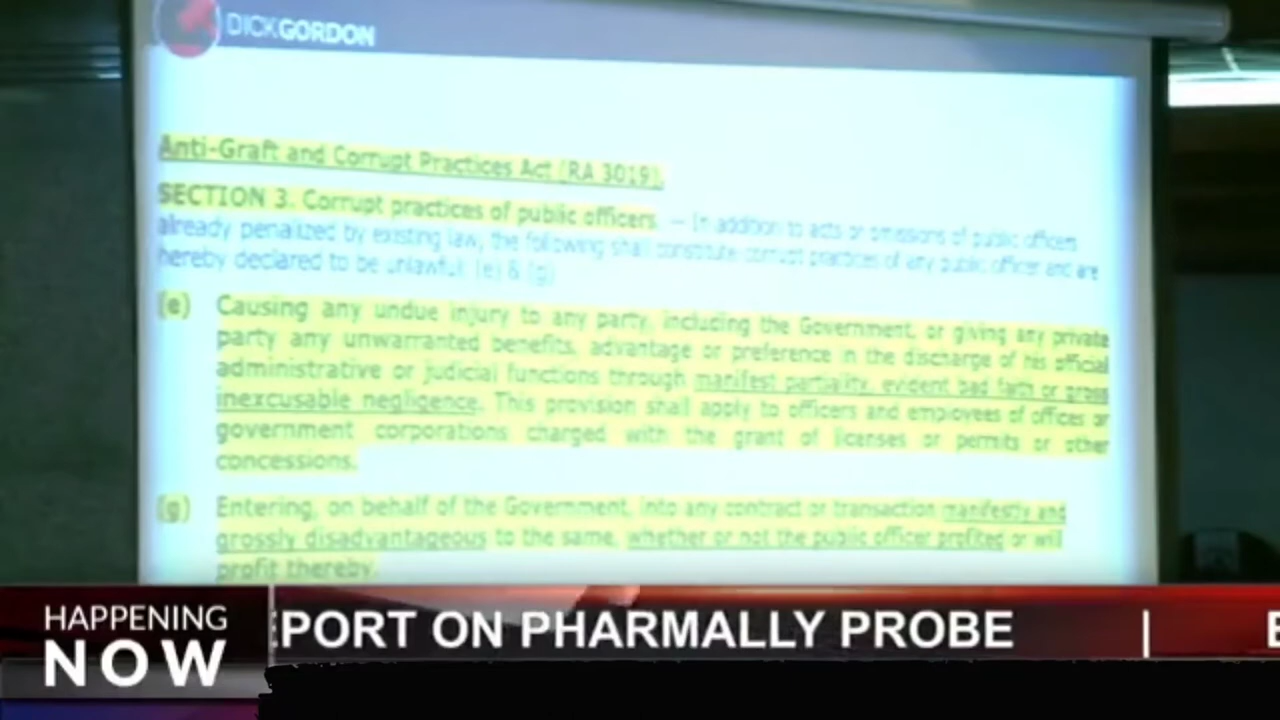 DICKGORDON
Anti-Graft and Corrupt Practices Act (RA 3019).
SECTION 3. Corrupt practices of public officers. — In addition to acts or omissions of public officers
already penalized by existing law, the following shall constitute corrupt practices of any public officer and are
hereby declared to be unlawful: (e) & (g)
(e) Causing any undue injury to any party, including the Government, or giving any private
party any unwarranted benefits, advantage or preference in the discharge of his official
administrative or judicial functions through manifest partiality, evident bad faith or gross
inexcusable negligence. This provision shall apply to officers and employees of offices or
government corporations charged with the grant of licenses or permits or other
concessions.
(g) Entering, on behalf of the Government, into any contract or transaction manifestly and
grossly disadvantageous to the same, whether or not the public officer profited or will
profit thereby.
HAPPENING
NOW
PORT ON PHARMALLY PROBE | E